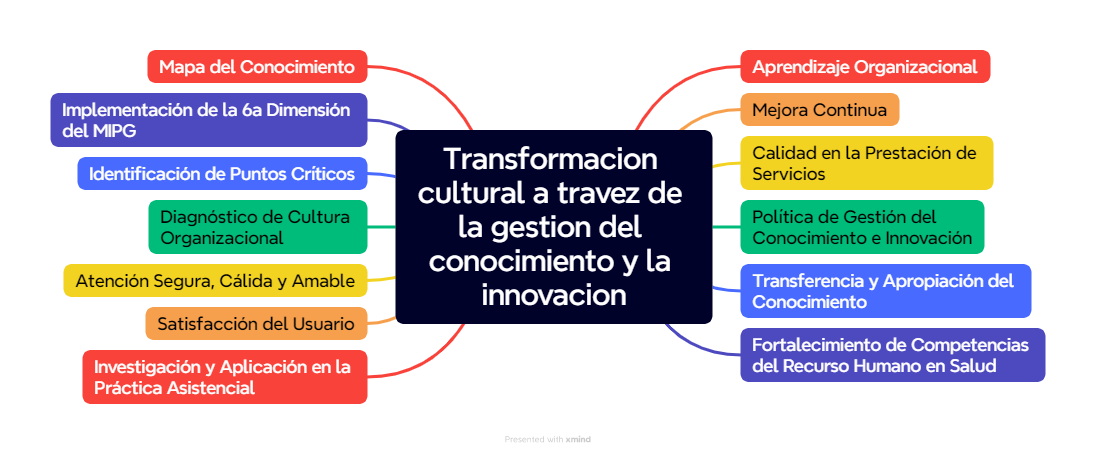 Mapa del Conocimiento
Implementación de la 6a Dimensión
del MIPG
Identificación de Puntos Críticos
Diagnóstico de Cultura
Organizacional
Atención Segura, Cálida y Amable
Satisfacción del Usuario
Investigación y Aplicación en la
Práctica Asistencial
Transformacion
cultural a travez de
la gestion del
conocimiento y la
innovacion
Aprendizaje Organizacional
Mejora Continua
Calidad en la Prestación de
Servicios
Política de Gestión del
Conocimiento e Innovación
Transferencia y Apropiación del
Conocimiento
Fortalecimiento de Competencias
del Recurso Humano en Salud
Presented with xmind